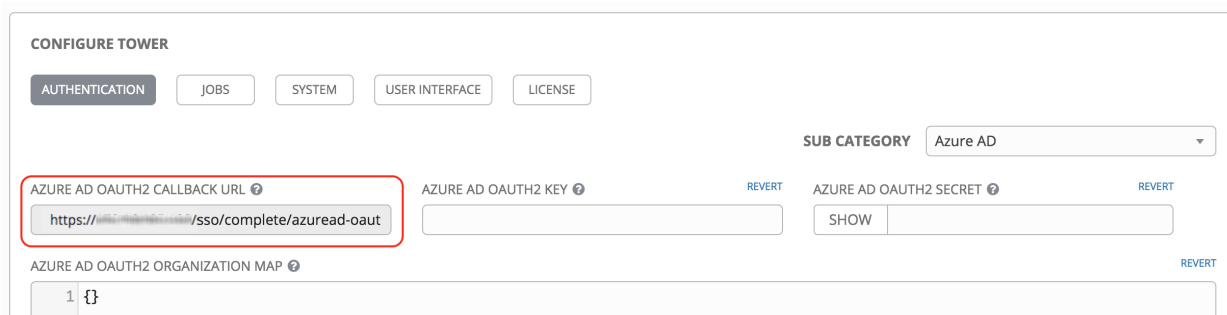 CONFIGURE TOWER
AUTHENTICATION JOBS SYSTEM USER INTERFACE LICENSE
SUB CATEGORY Azure AD
AZURE AD OAUTH2 CALLBACK URL ? AZURE AD OAUTH2 KEY ? REVERT AZURE AD OAUTH2 SECRET ? REVERT
https:// /sso/complete/azuread-oaut SHOW
AZURE AD OAUTH2 ORGANIZATION MAP ? REVERT
1 {}